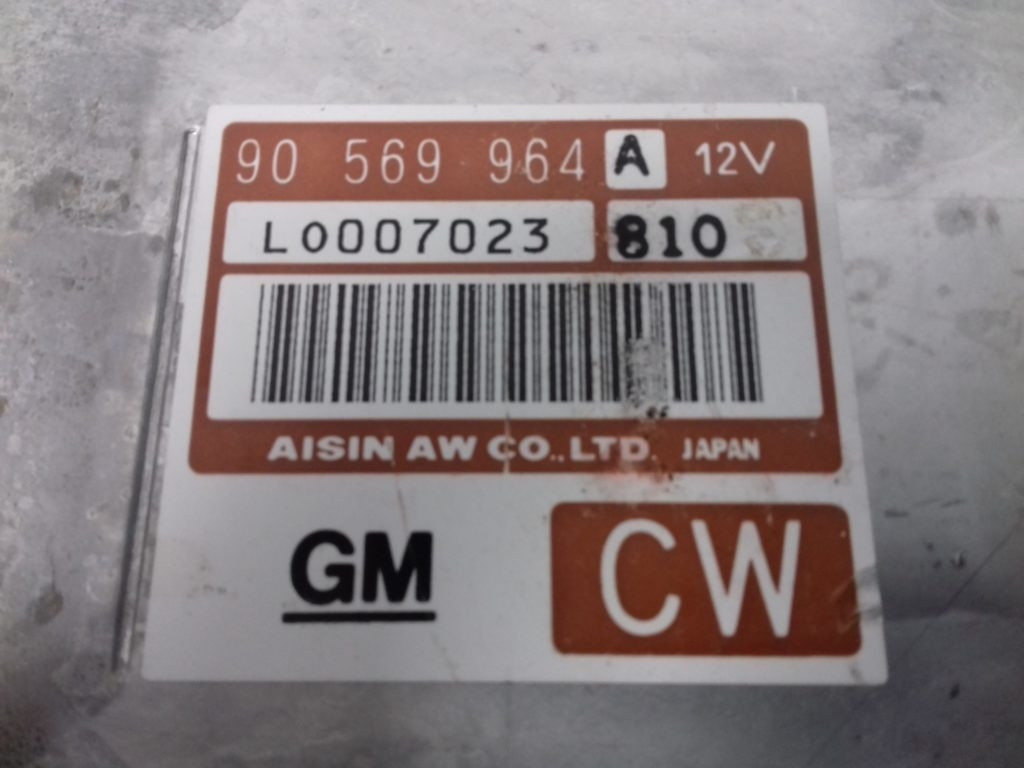 90 569 964 A 12V
L0007023 810
AISIN AW CO.,LTD. JAPAN
GM CW